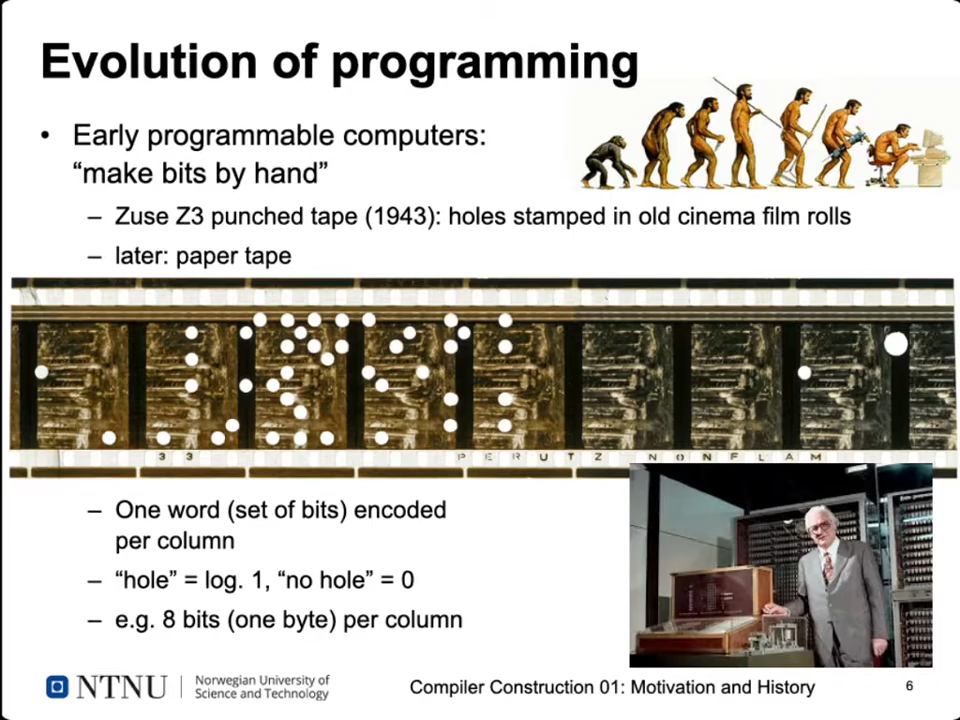 Evolution of programming
• Early programmable computers:
“make bits by hand”
– Zuse Z3 punched tape (1943): holes stamped in old cinema film rolls
– later: paper tape
3 3
PERUTZ NONFLAM
– One word (set of bits) encoded
per column
– “hole” = log. 1, “no hole” = 0
– e.g. 8 bits (one byte) per column
NTNU
Norwegian University of
Science and Technology
Compiler Construction 01: Motivation and History
6